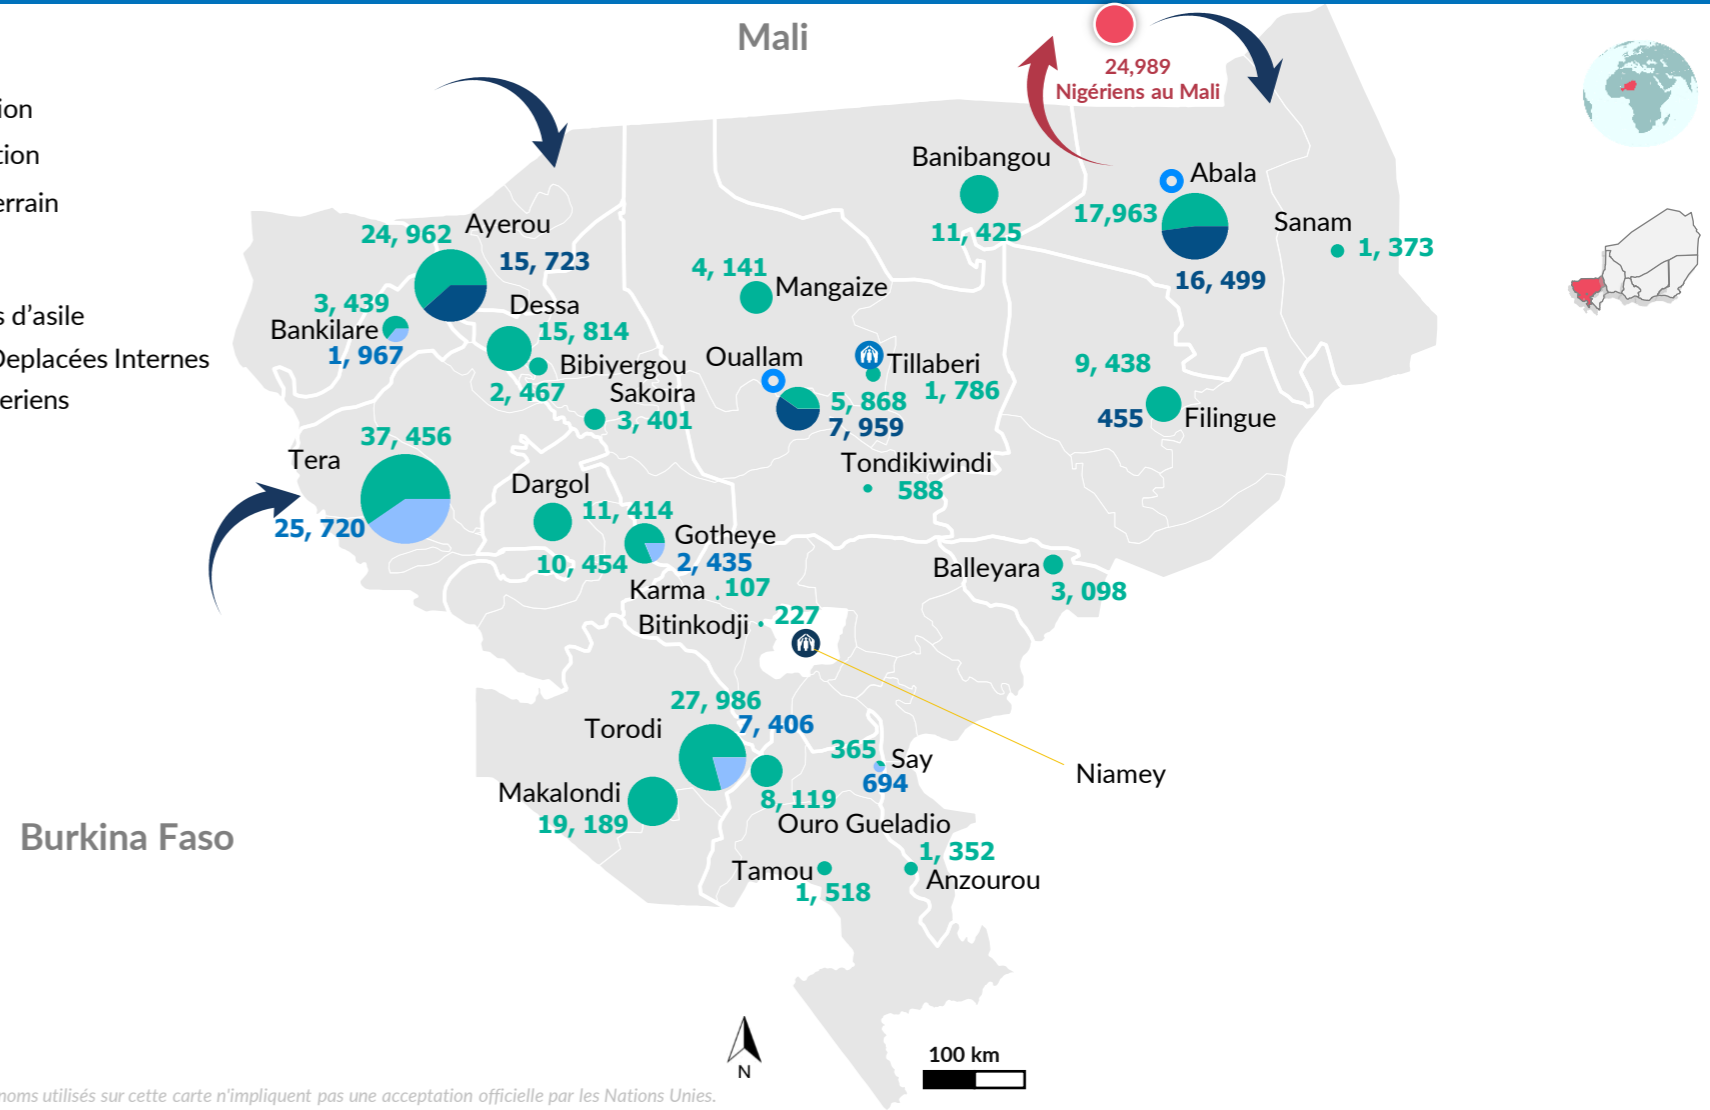 Mali
24,989
Nigériens au Mali
ion
tion
errain
s d’asile
Deplacées Internes
eriens
Banibangou
11, 425
Abala
17,963
16, 499
Sanam
1, 373
Ayerou
24, 962
15, 723
4, 141
Mangaize
3, 439
Bankilare
1, 967
Dessa
15, 814
Bibiyergou
2, 467
Sakoira
3, 401
Ouallam
5, 868
7, 959
Tillaberi
1, 786
9, 438
455
Filingue
37, 456
Tera
25, 720
Tondikiwindi
588
Dargol
11, 414
10, 454
Gotheye
2, 435
Karma
107
Bitinkodji
227
Balleyara
3, 098
27, 986
Torodi
7, 406
365
Say
694
Niamey
Makalondi
19, 189
8, 119
Ouro Gueladio
Burkina Faso
1, 352
Tamou
1, 518
Anzourou
100 km
N
noms utilisés sur cette carte n'impliquent pas une acceptation officielle par les Nations Unies.